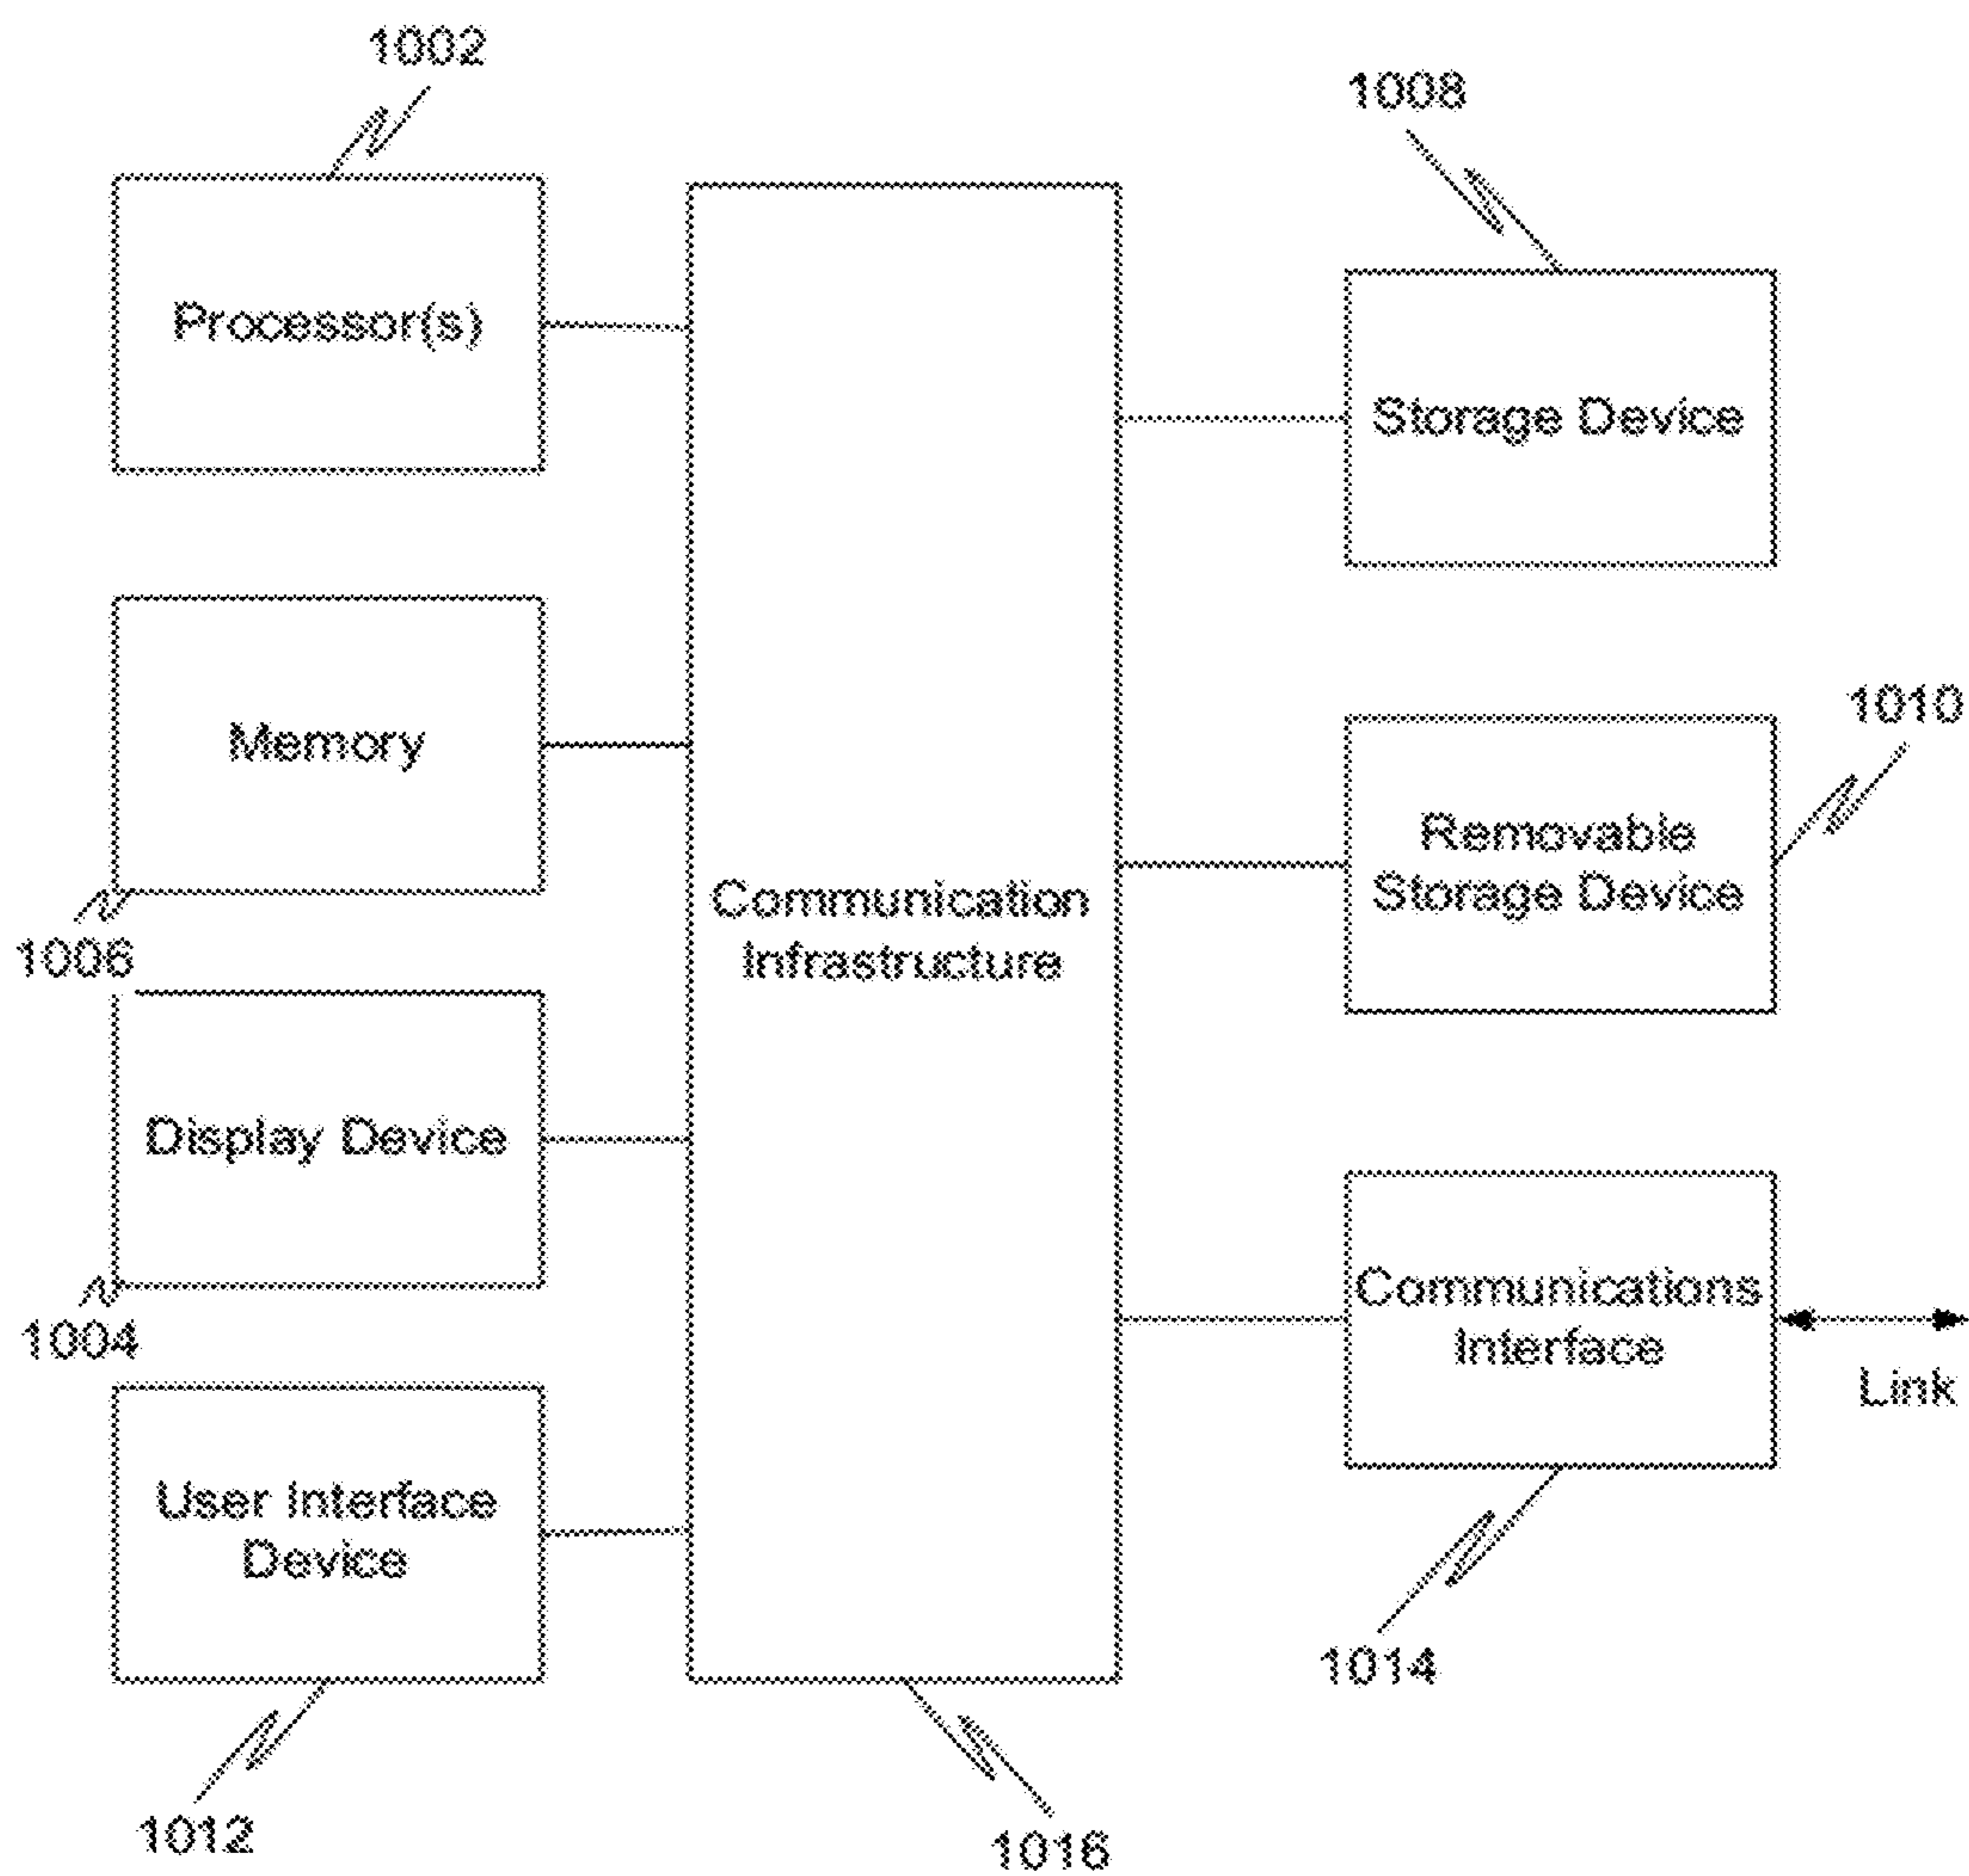 1002
1008
Processor(s)
Storage Device
Memory
1010
Removable
Storage Device
Communication
Infrastructure
1006
Display Device
Communications
Interface
Link
1004
User Interface
Device
1014
1012
1016